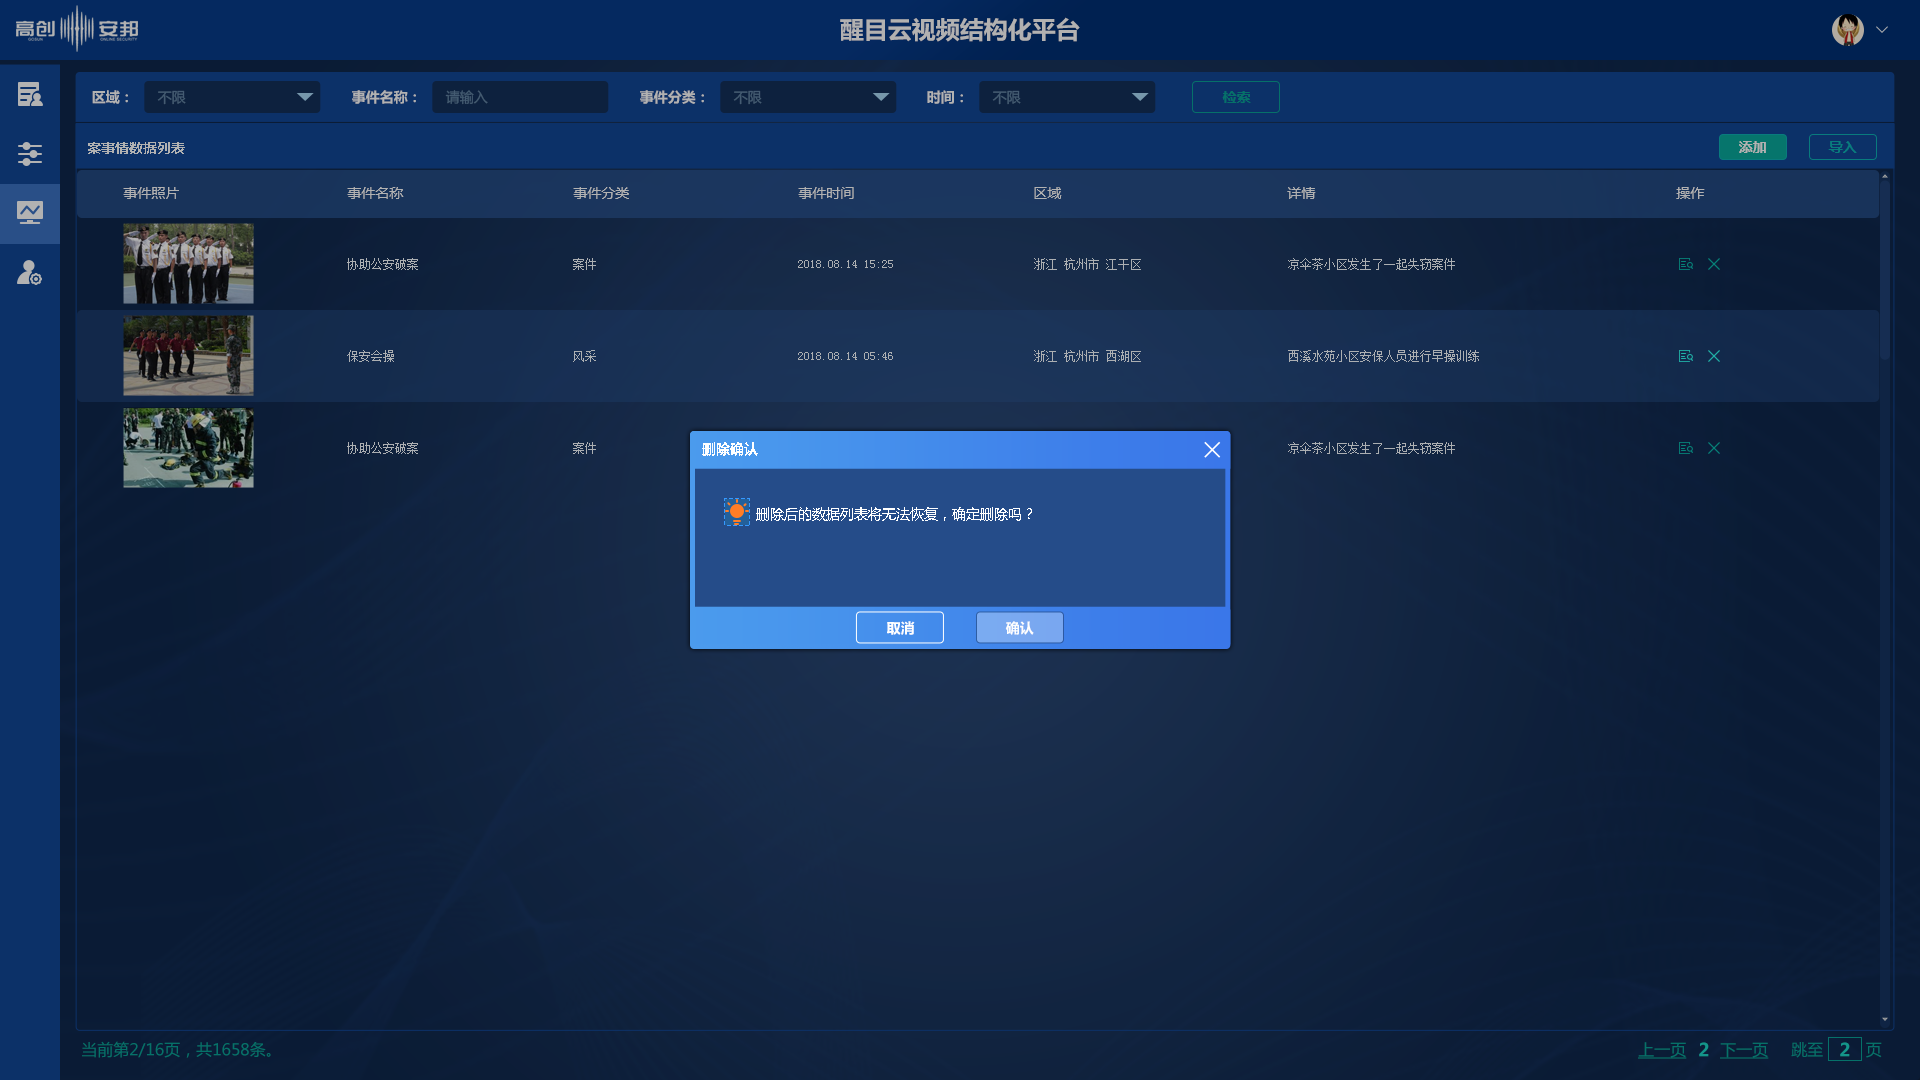 高创 安邦
GOSUN ONLINE SECURITY
醒目云视频结构化平台
区域： 不限 事件名称： 请输入 事件分类： 不限 时间： 不限 检索
案事情数据列表 添加 导入
事件照片 事件名称 事件分类 事件时间 区域 详情 操作
协助公安破案 案件 2018.08.14 15:25 浙江 杭州市 江干区 凉伞茶小区发生了一起失窃案件
保安会操 风采 2018.08.14 05:46 浙江 杭州市 西湖区 西溪水苑小区安保人员进行早操训练
协助公安破案 案件 凉伞茶小区发生了一起失窃案件
删除确认
删除后的数据列表将无法恢复，确定删除吗？
取消 确认
当前第2/16页，共1658条。 上一页 2 下一页 跳至 2 页